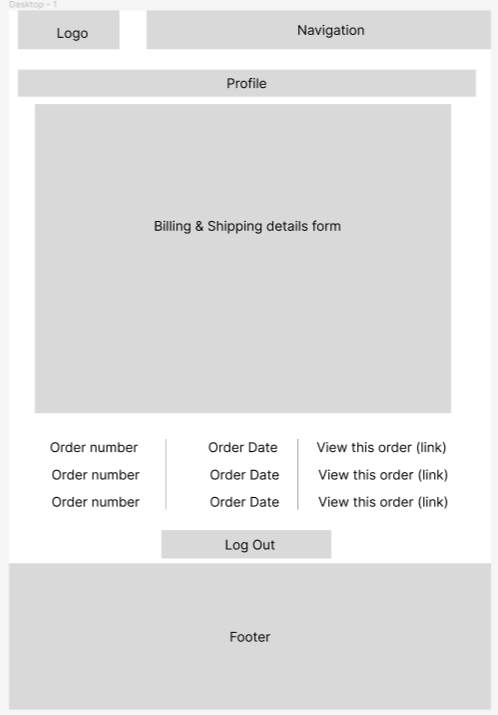 Desktop - 1
Logo
Navigation
Profile
Billing & Shipping details form
Order number Order Date View this order (link)
Order number Order Date View this order (link)
Order number Order Date View this order (link)
Log Out
Footer